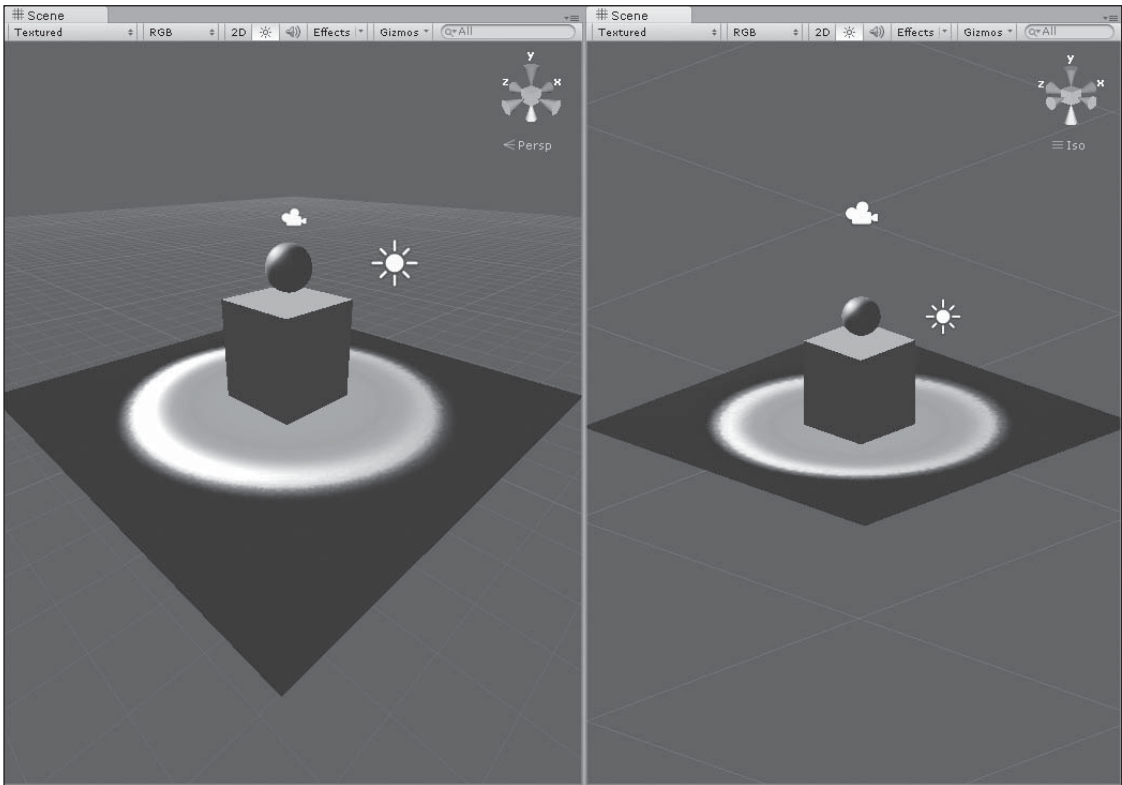 Scene
Textured RGB 2D Effects Gizmos All
y
z x
Persp
Scene
Textured RGB 2D Effects Gizmos All
y
z x
Iso